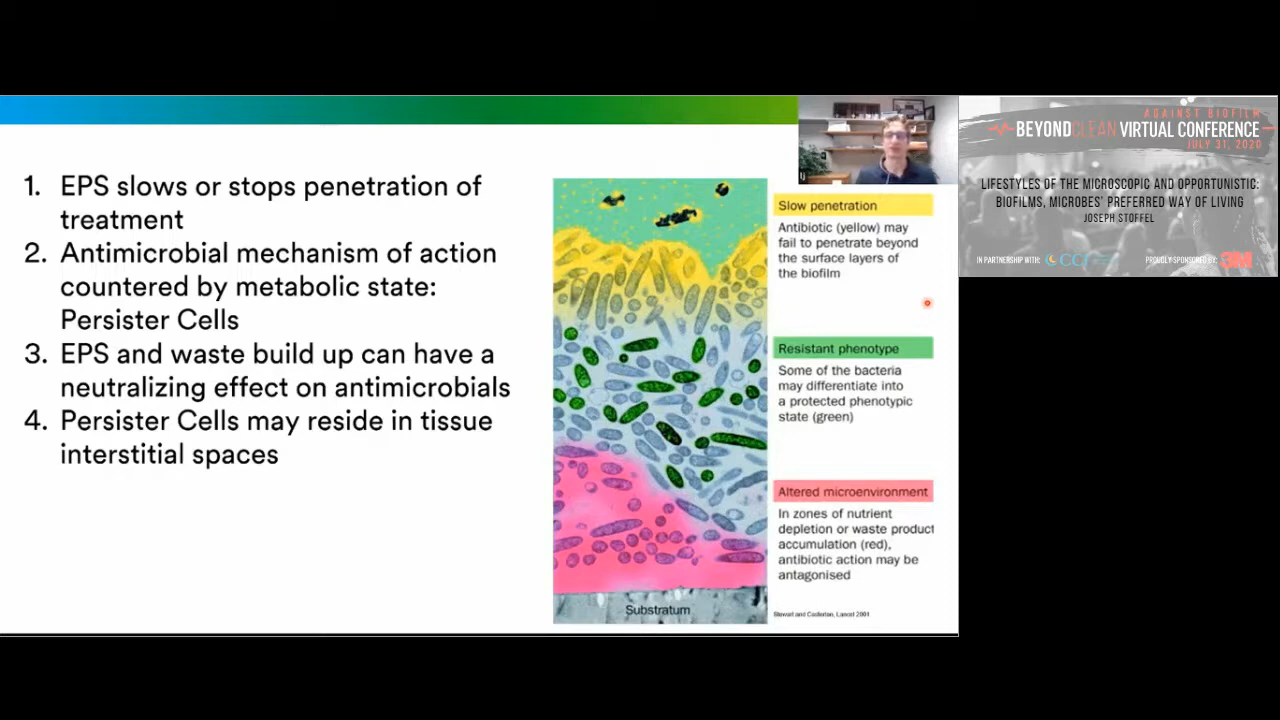 1. EPS slows or stops penetration of
treatment
2. Antimicrobial mechanism of action
countered by metabolic state:
Persister Cells
3. EPS and waste build up can have a
neutralizing effect on antimicrobials
4. Persister Cells may reside in tissue
interstitial spaces
Substratum
Slow penetration
Antibiotic (yellow) may
fail to penetrate beyond
the surface layers of
the biofilm
Resistant phenotype
Some of the bacteria
may differentiate into
a protected phenotypic
state (green)
Altered microenvironment
In zones of nutrient
depletion or waste product
accumulation (red),
antibiotic action may be
antagonised
Stewart and Costerton, Lancet 2001
AGAINST BIOFILM
BEYONDCLEAN VIRTUAL CONFERENCE
JULY 31, 2020
LIFESTYLES OF THE MICROSCOPIC AND OPPORTUNISTIC:
BIOFILMS, MICROBES' PREFERRED WAY OF LIVING
JOSEPH STOFFEL
IN PARTNERSHIP WITH:
PROUDLY SPONSORED BY: 3M